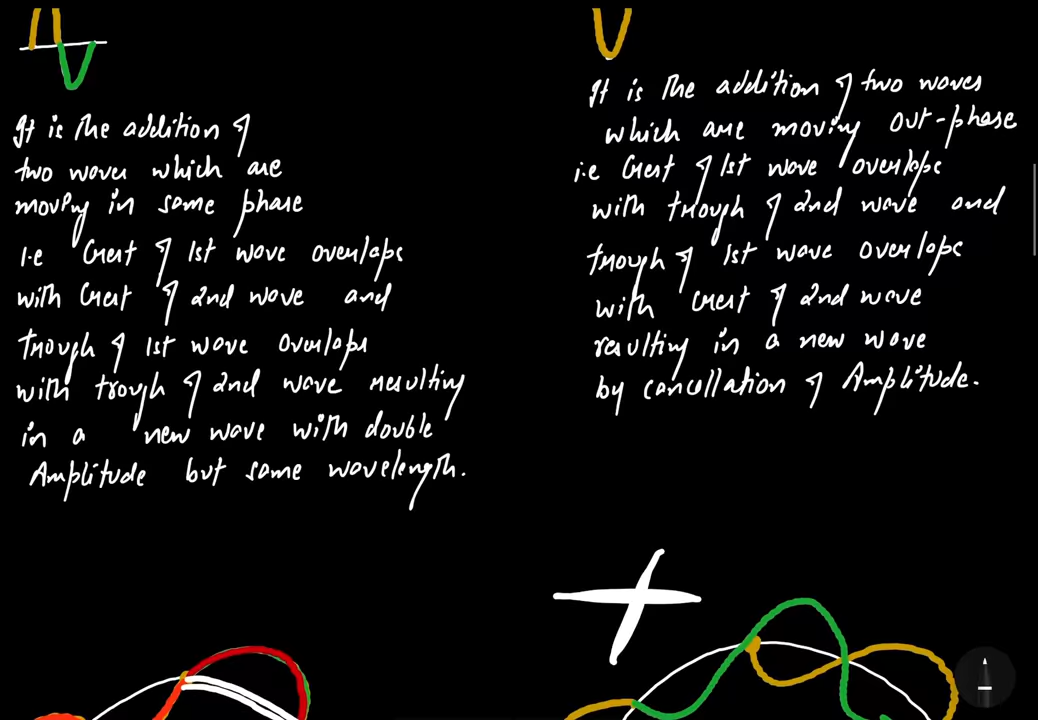 It is the addition of
two waves which are
moving in same phase
i.e Crest of 1st wave overlaps
with Crest of 2nd wave and
trough of 1st wave overlaps
with trough of 2nd wave resulting
in a new wave with double
Amplitude but same wavelength.
It is the addition of two waves
which are moving out-phase
i.e Crest of 1st wave overlaps
with trough of 2nd wave and
trough of 1st wave overlaps
with crest of 2nd wave
resulting in a new wave
by cancellation of Amplitude.